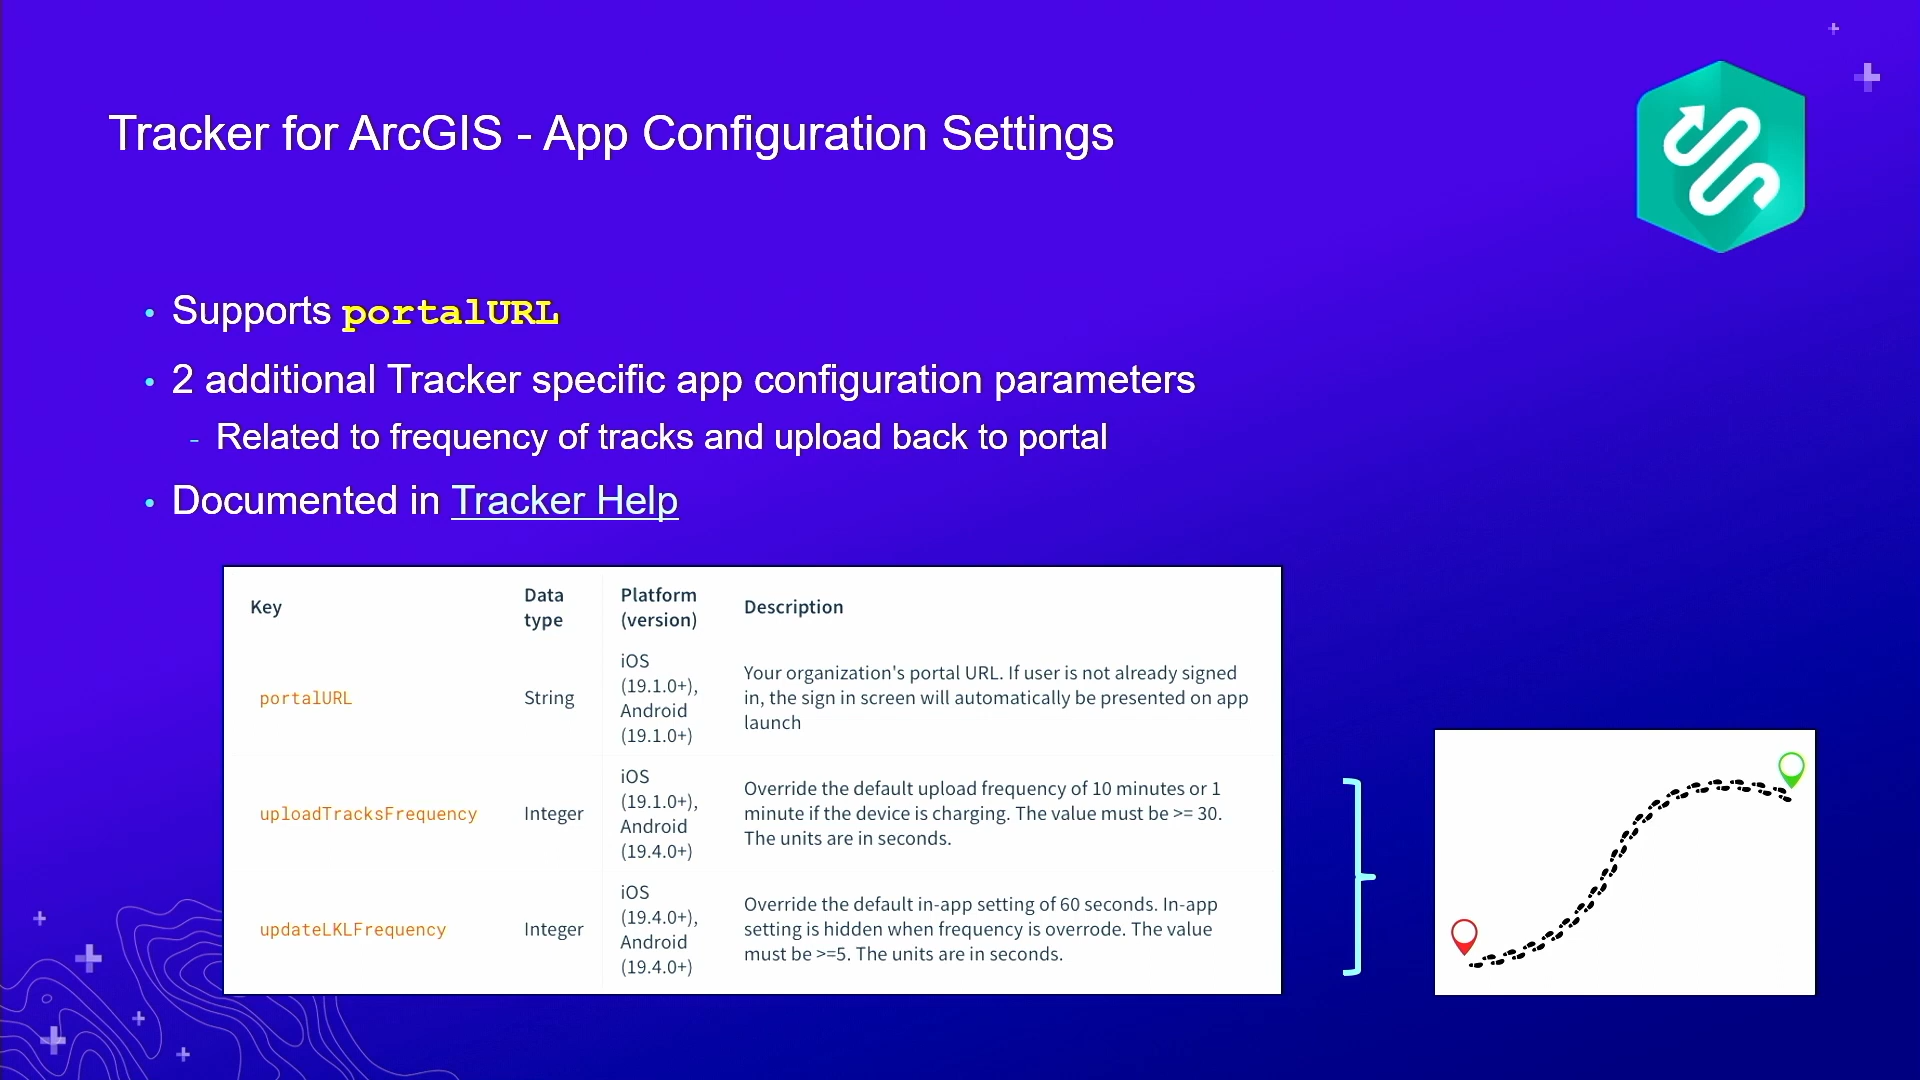 Tracker for ArcGIS - App Configuration Settings
• Supports portalURL
• 2 additional Tracker specific app configuration parameters
- Related to frequency of tracks and upload back to portal
• Documented in Tracker Help
Key
Data
type
Platform
(version)
Description
portalURL
String
iOS
(19.1.0+),
Android
(19.1.0+)
Your organization's portal URL. If user is not already signed
in, the sign in screen will automatically be presented on app
launch
uploadTracksFrequency
Integer
iOS
(19.1.0+),
Android
(19.4.0+)
Override the default upload frequency of 10 minutes or 1
minute if the device is charging. The value must be >= 30.
The units are in seconds.
updateLKLFrequency
Integer
iOS
(19.4.0+),
Android
(19.4.0+)
Override the default in-app setting of 60 seconds. In-app
setting is hidden when frequency is overrode. The value
must be >=5. The units are in seconds.